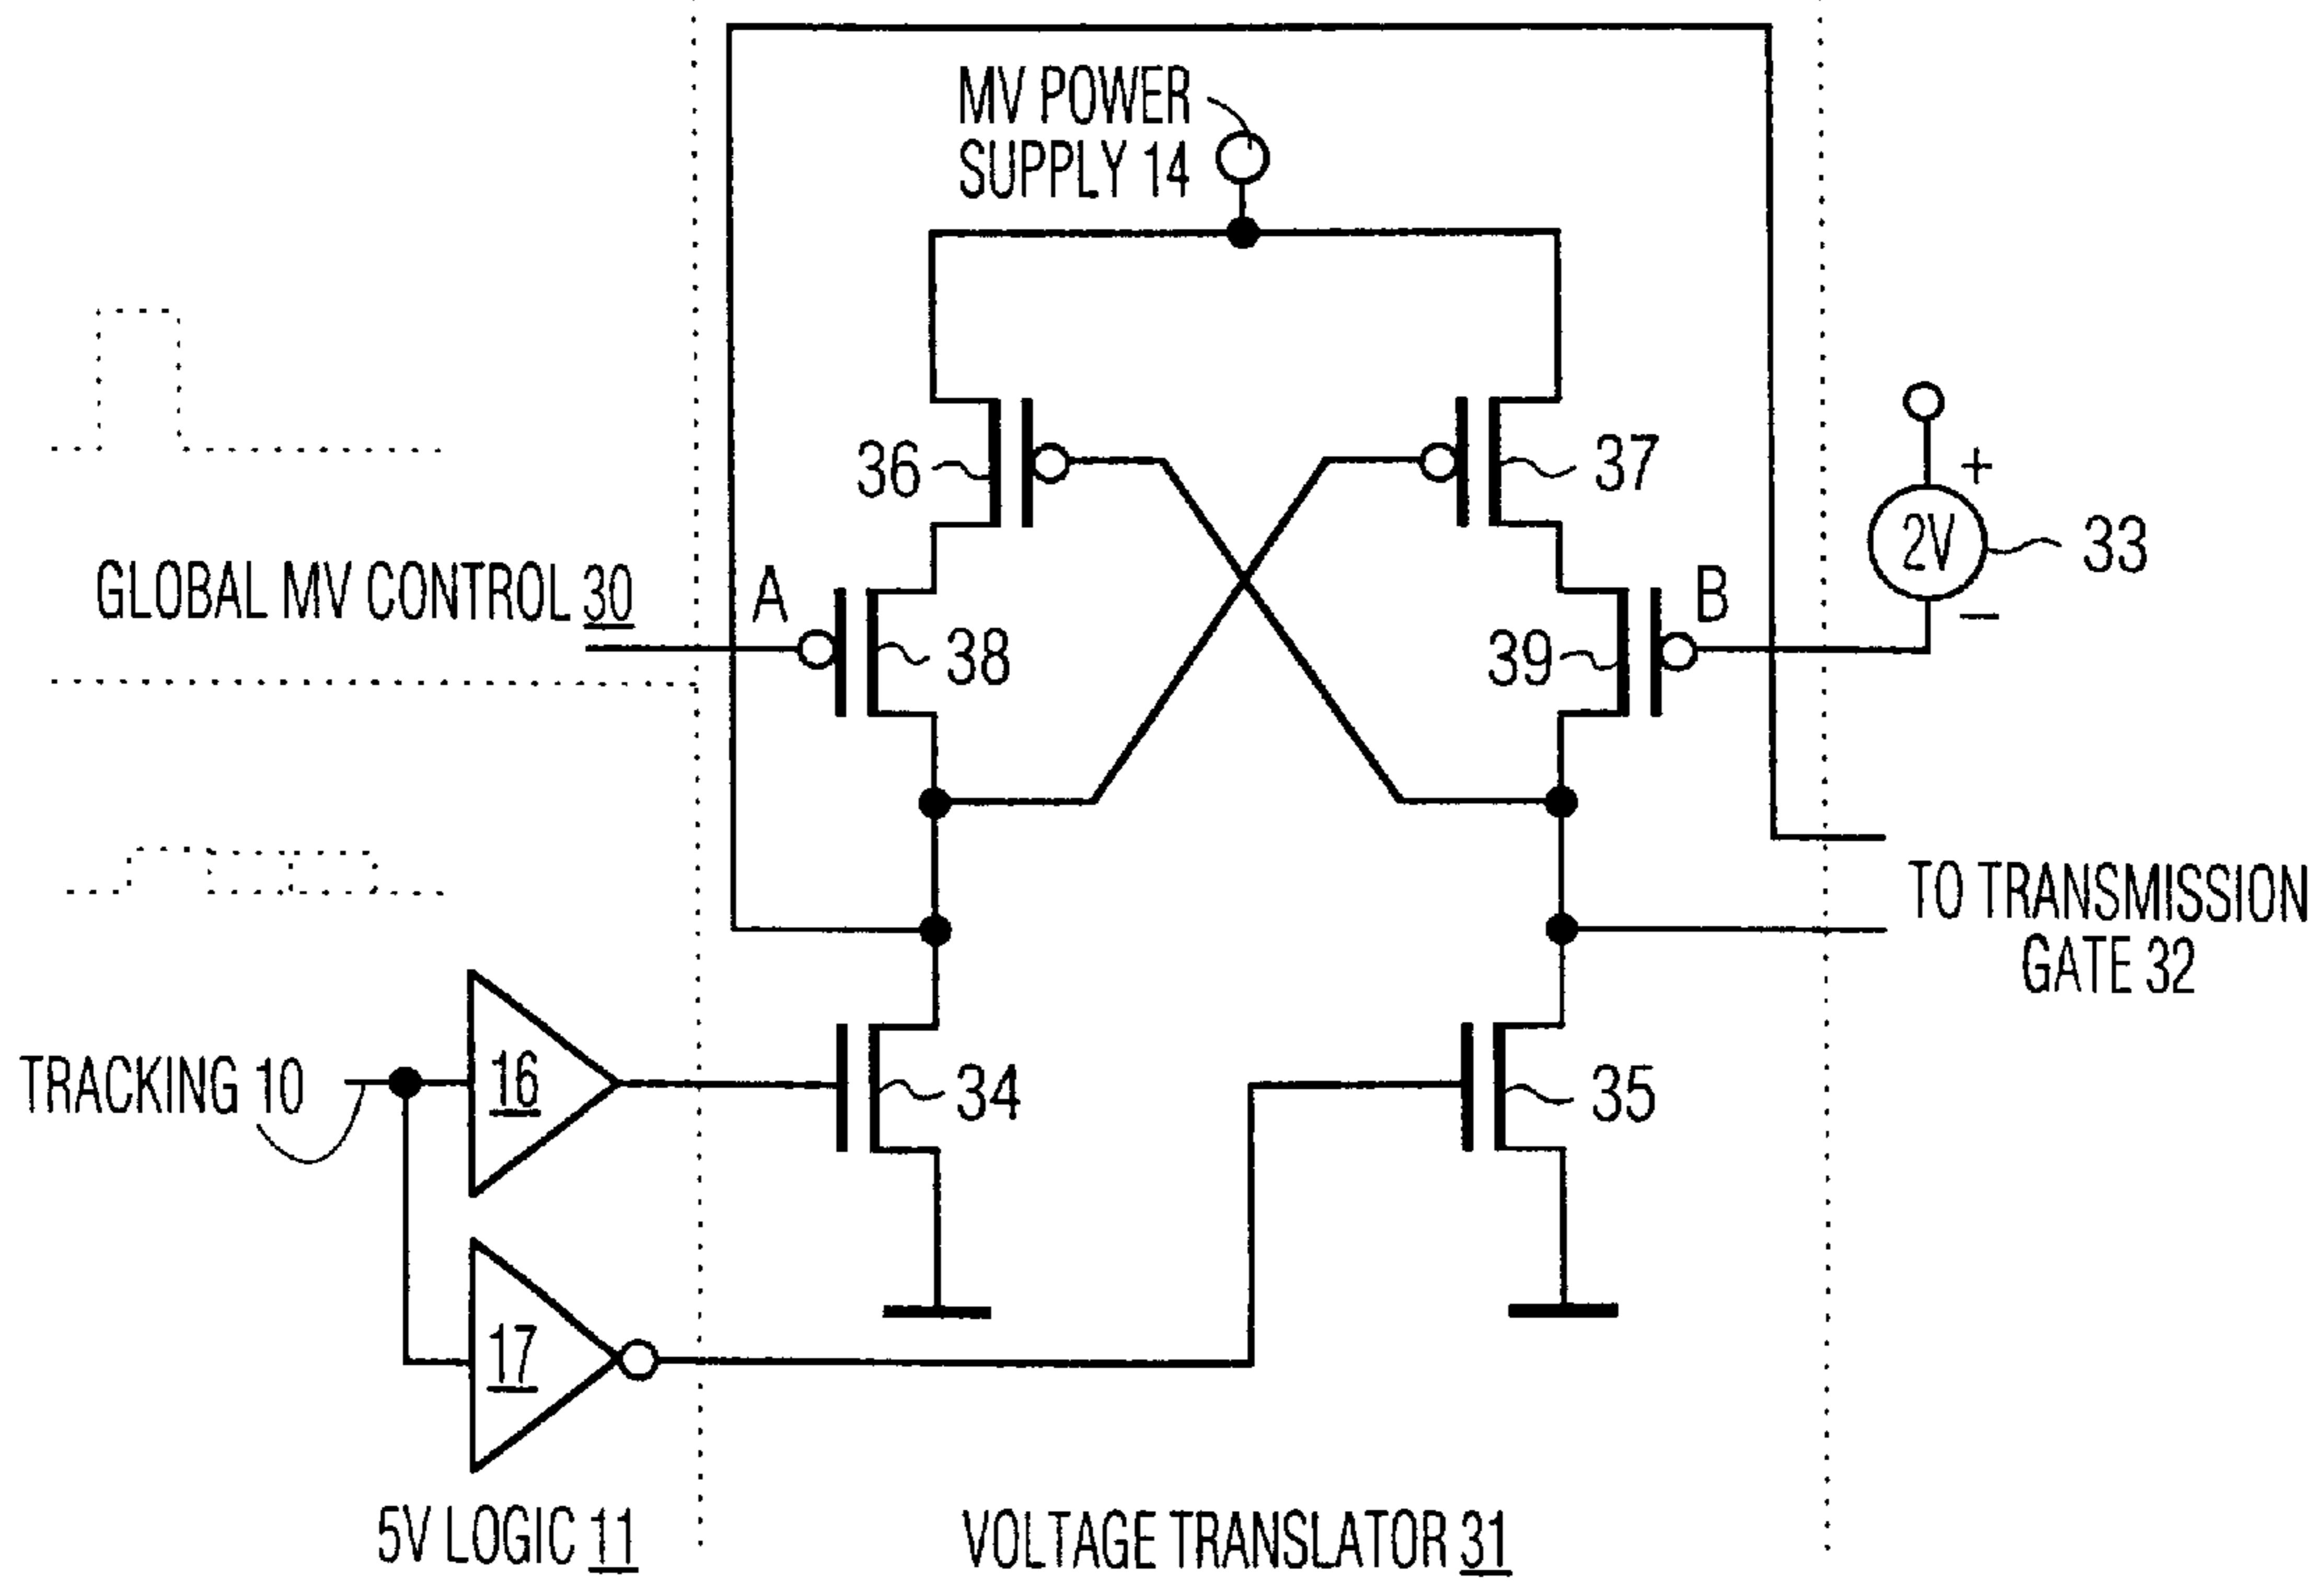 MV POWER
SUPPLY 14
36
37
+
2V
33
−
GLOBAL MV CONTROL 30
A
38
39
B
TO TRANSMISSION
GATE 32
TRACKING 10
16
34
35
17
5V LOGIC 11
VOLTAGE TRANSLATOR 31